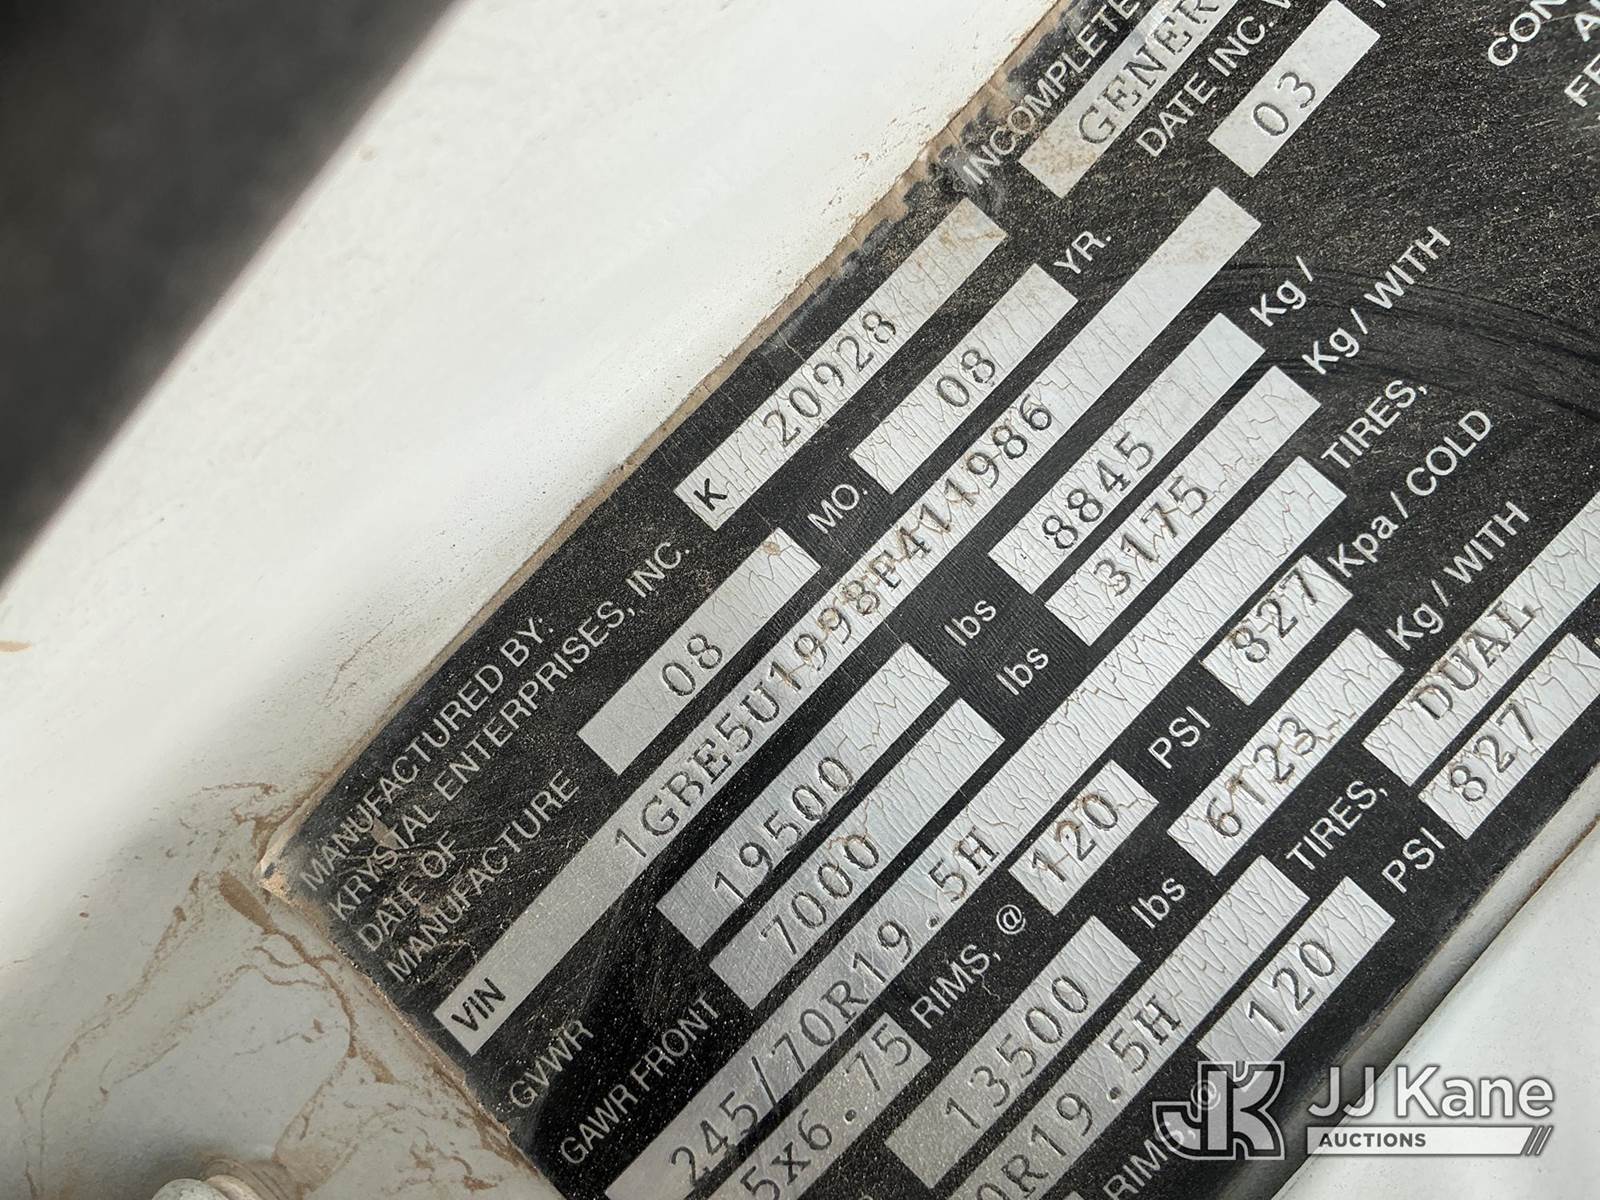 MANUFACTURED BY:
KRYSTAL ENTERPRISES, INC. K 20928
DATE OF
MANUFACTURE 08 MO. 08 YR.
INCOMPLETE
DATE INC.
03
VIN 1GBE5U1998F411986
GVWR 19500 lbs 8845 Kg /
GAWR FRONT 7000 lbs 3175 Kg / WITH
245/70R19.5H TIRES,
5X6.75 RIMS, @ 120 PSI 827 Kpa / COLD
13500 lbs 6123 Kg / WITH
0R19.5H TIRES, DUAL
RIMS, @ 120 PSI 827
JK JJ Kane
AUCTIONS